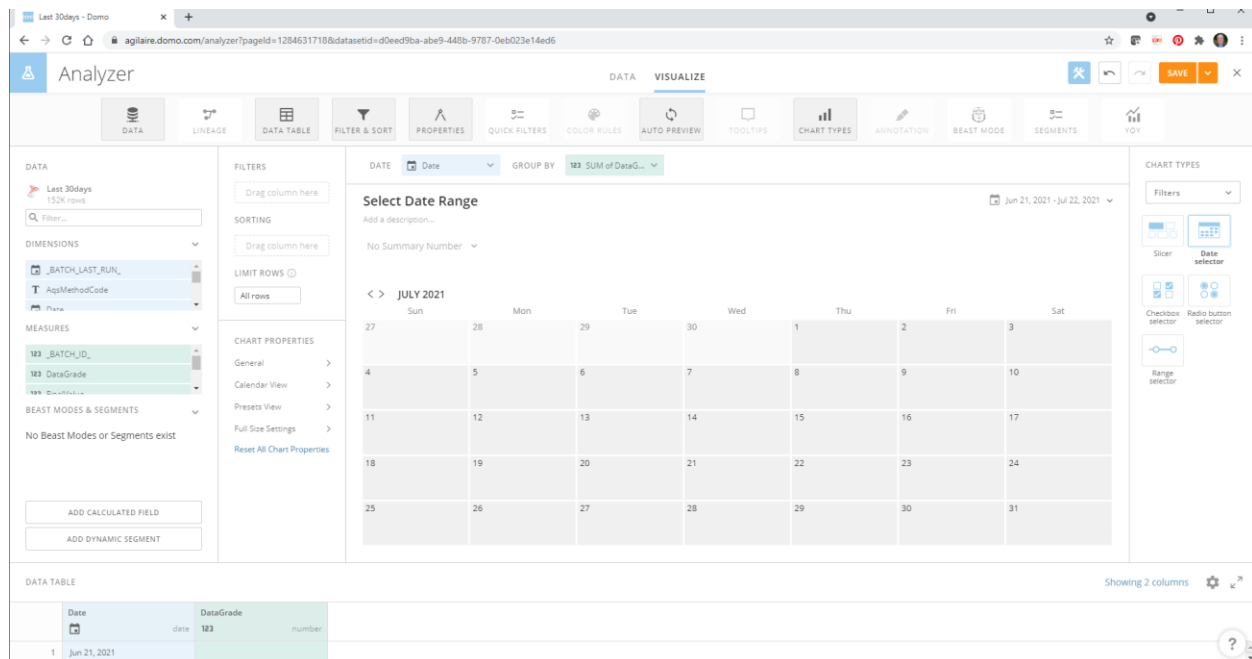 Last 30days - Domo
agilaire.domo.com/analyzer?pageId=1284631718&datasetid=d0eed9ba-abe9-448b-9787-0eb023e14ed6
Analyzer
DATA VISUALIZE
SAVE
DATA LINEAGE DATA TABLE FILTER & SORT PROPERTIES QUICK FILTERS COLOR RULES AUTO PREVIEW TOOLTIPS CHART TYPES ANNOTATION BEAST MODE SEGMENTS YOY
DATA
Last 30days
152K rows
Filter...
DIMENSIONS
_BATCH_LAST_RUN_
T AqsMethodCode
Date
MEASURES
123 _BATCH_ID_
123 DataGrade
123 FinalValue
BEAST MODES & SEGMENTS
No Beast Modes or Segments exist
ADD CALCULATED FIELD
ADD DYNAMIC SEGMENT
FILTERS
Drag column here
SORTING
Drag column here
LIMIT ROWS
All rows
CHART PROPERTIES
General
Calendar View
Presets View
Full Size Settings
Reset All Chart Properties
DATE Date GROUP BY 123 SUM of DataG...
Select Date Range
Jun 21, 2021 - Jul 22, 2021
Add a description...
No Summary Number
< > JULY 2021
Sun Mon Tue Wed Thu Fri Sat
27 28 29 30 1 2 3
4 5 6 7 8 9 10
11 12 13 14 15 16 17
18 19 20 21 22 23 24
25 26 27 28 29 30 31
CHART TYPES
Filters
Slicer Date selector
Checkbox selector Radio button selector
Range selector
DATA TABLE
Showing 2 columns
Date DataGrade
date 123 number
1 Jun 21, 2021
?